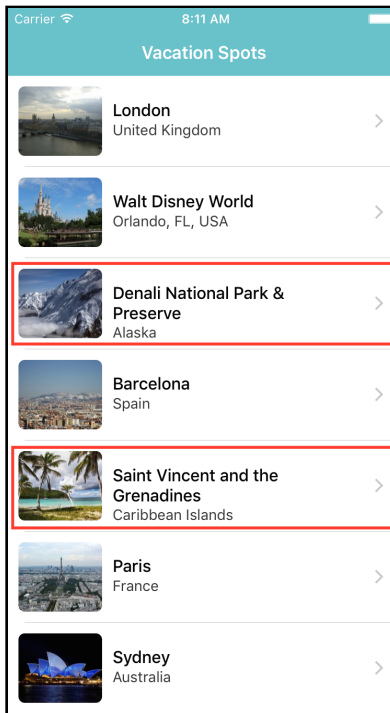 Carrier 8:11 AM
Vacation Spots
London
United Kingdom
Walt Disney World
Orlando, FL, USA
Denali National Park &
Preserve
Alaska
Barcelona
Spain
Saint Vincent and the
Grenadines
Caribbean Islands
Paris
France
Sydney
Australia